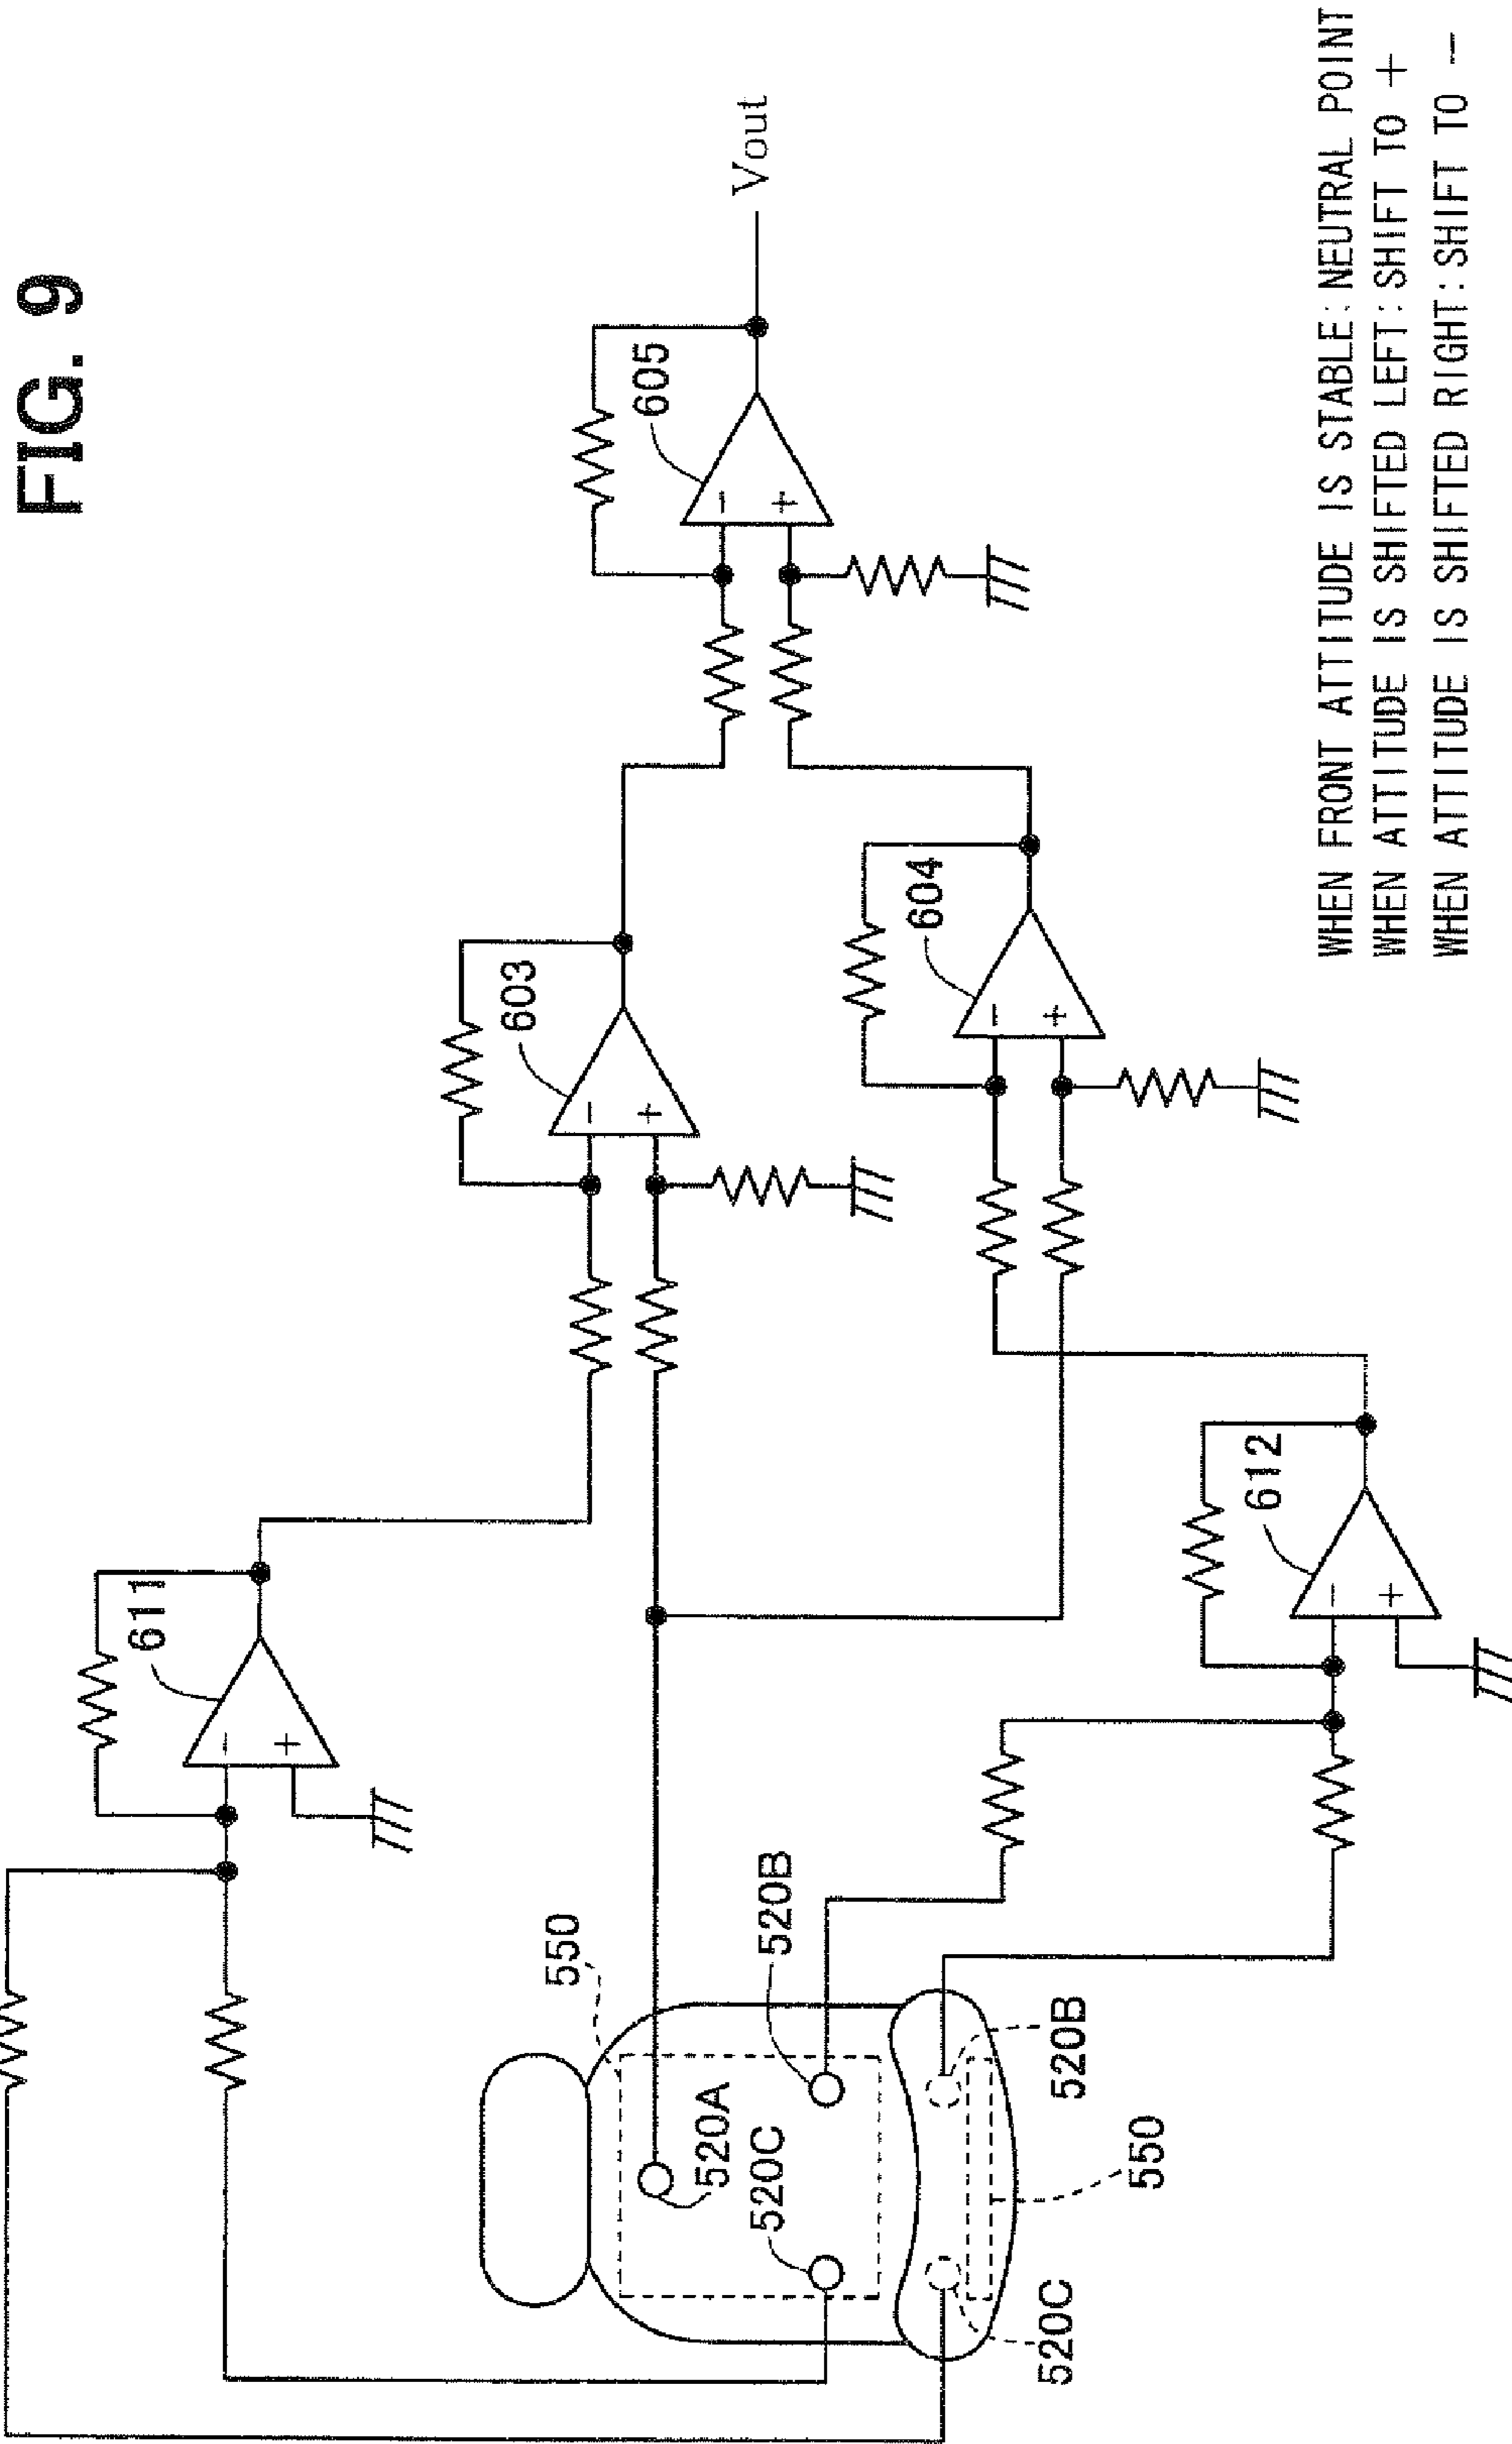 FIG. 9
611
603
605
Vout
550
520A
520C
520B
604
520B
520C
550
612
WHEN FRONT ATTITUDE IS STABLE:NEUTRAL POINT
WHEN ATTITUDE IS SHIFTED LEFT:SHIFT TO +
WHEN ATTITUDE IS SHIFTED RIGHT:SHIFT TO −